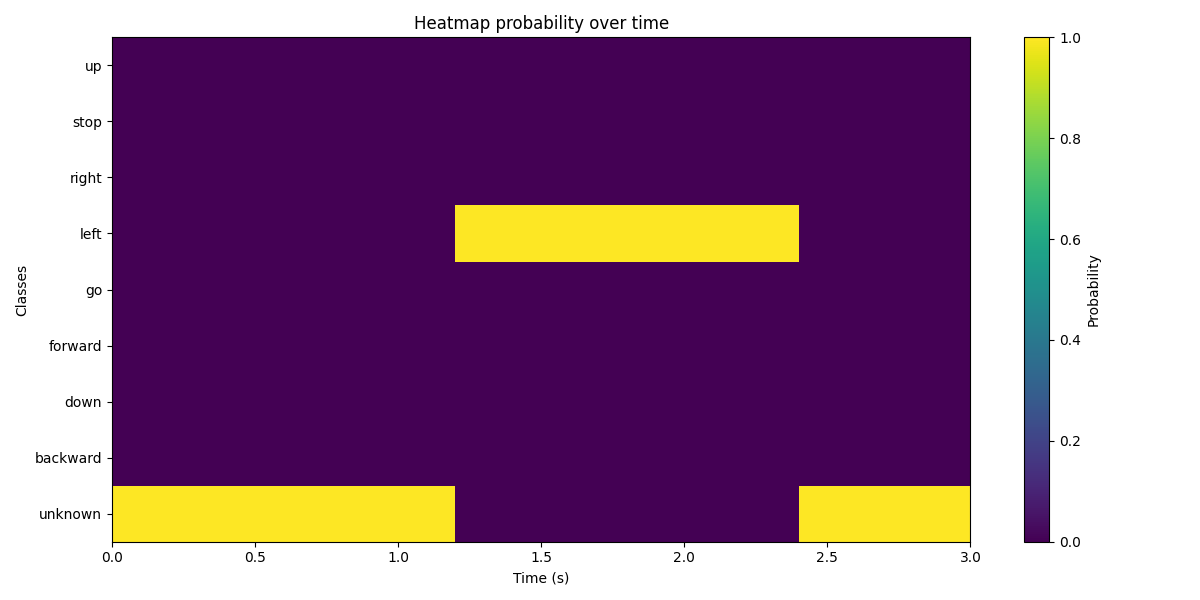 Heatmap probability over time
Classes
up
stop
right
left
go
forward
down
backward
unknown
0.0 0.5 1.0 1.5 2.0 2.5 3.0
Time (s)
1.0
0.8
0.6
0.4
0.2
0.0
Probability